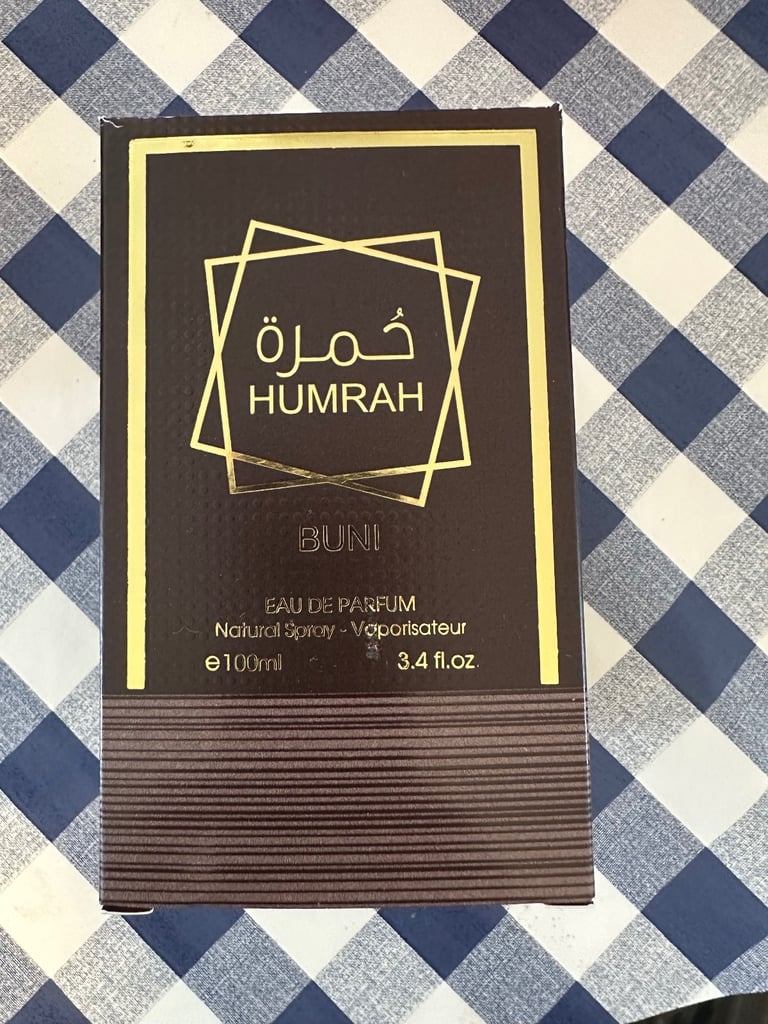 حُمرة
HUMRAH
BUNI
EAU DE PARFUM
Natural Spray - Vaporisateur
e100ml 3.4 fl.oz.